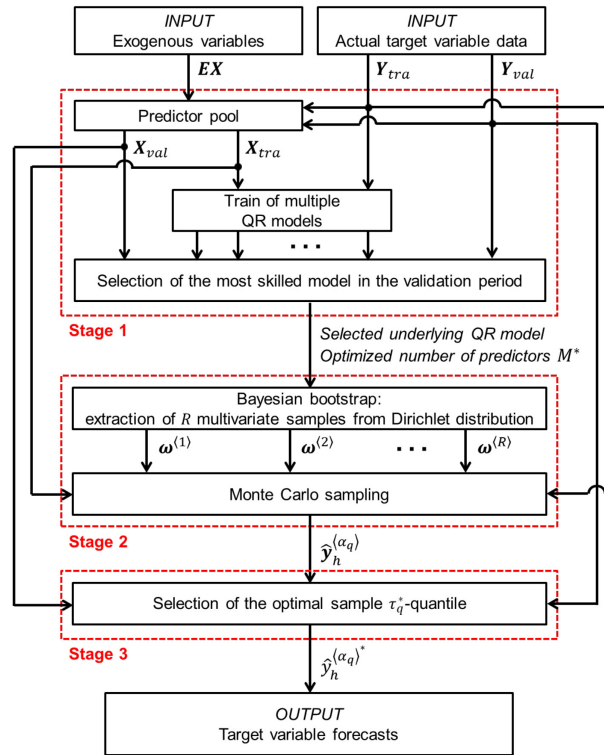 INPUT
Exogenous variables
INPUT
Actual target variable data
EX
Y_tra
Y_val
Predictor pool
X_val
X_tra
Train of multiple
QR models
...
Selection of the most skilled model in the validation period
Stage 1
Selected underlying QR model
Optimized number of predictors M*
Bayesian bootstrap:
extraction of R multivariate samples from Dirichlet distribution
ω^⟨1⟩ ω^⟨2⟩ ... ω^⟨R⟩
Monte Carlo sampling
Stage 2
ŷ_h^⟨α_q⟩
Selection of the optimal sample τ_q^*-quantile
Stage 3
ŷ_h^⟨α_q⟩*
OUTPUT
Target variable forecasts